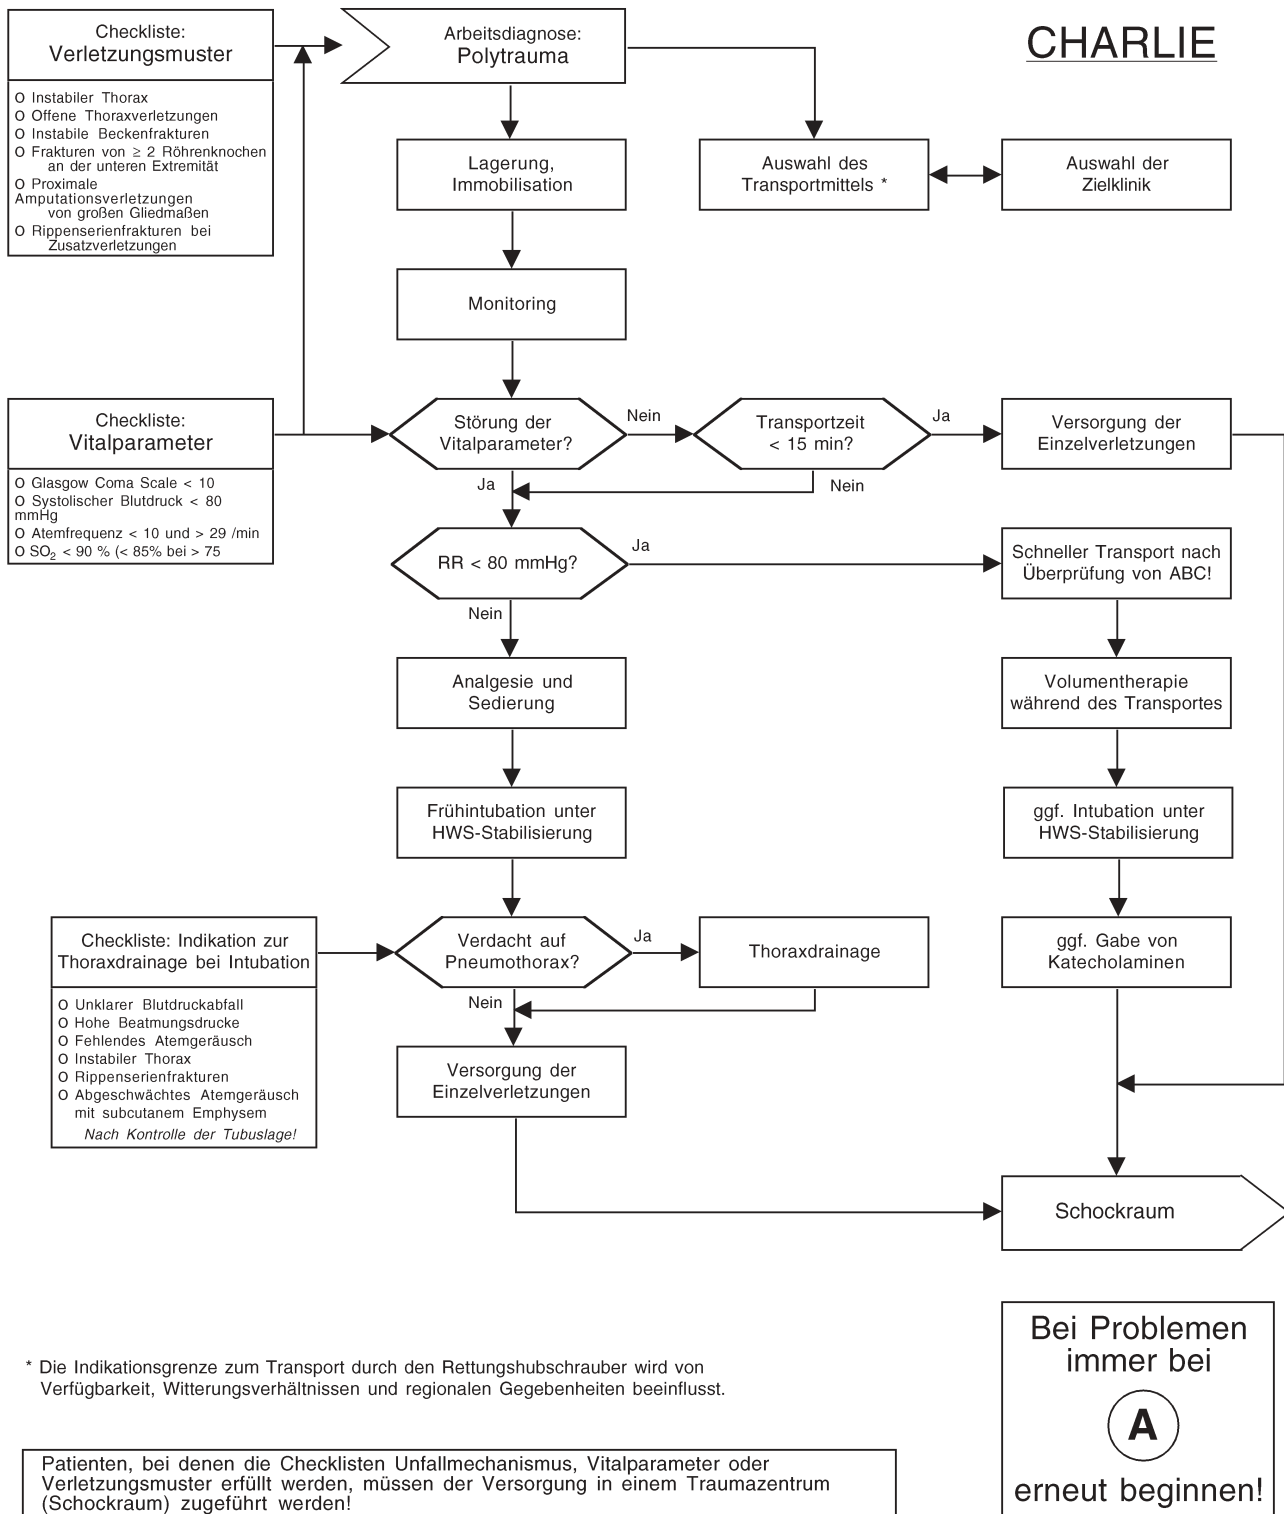 Checkliste:
Verletzungsmuster
O Instabiler Thorax
O Offene Thoraxverletzungen
O Instabile Beckenfrakturen
O Frakturen von ≥ 2 Röhrenknochen
an der unteren Extremität
O Proximale
Amputationsverletzungen
von großen Gliedmaßen
O Rippenserienfrakturen bei
Zusatzverletzungen
Arbeitsdiagnose:
Polytrauma
CHARLIE
Lagerung,
Immobilisation
Auswahl des
Transportmittels *
Auswahl der
Zielklinik
Monitoring
Checkliste:
Vitalparameter
O Glasgow Coma Scale < 10
O Systolischer Blutdruck < 80
mmHg
O Atemfrequenz < 10 und > 29 /min
O SO₂ < 90 % (< 85% bei > 75
Störung der
Vitalparameter?
Nein
Transportzeit
< 15 min?
Ja
Versorgung der
Einzelverletzungen
Ja
Nein
RR < 80 mmHg?
Ja
Schneller Transport nach
Überprüfung von ABC!
Nein
Analgesie und
Sedierung
Volumentherapie
während des Transportes
Frühintubation unter
HWS-Stabilisierung
ggf. Intubation unter
HWS-Stabilisierung
Checkliste: Indikation zur
Thoraxdrainage bei Intubation
O Unklarer Blutdruckabfall
O Hohe Beatmungsdrucke
O Fehlendes Atemgeräusch
O Instabiler Thorax
O Rippenserienfrakturen
O Abgeschwächtes Atemgeräusch
mit subcutanem Emphysem
Nach Kontrolle der Tubuslage!
Verdacht auf
Pneumothorax?
Ja
Thoraxdrainage
ggf. Gabe von
Katecholaminen
Nein
Versorgung der
Einzelverletzungen
Schockraum
* Die Indikationsgrenze zum Transport durch den Rettungshubschrauber wird von
Verfügbarkeit, Witterungsverhältnissen und regionalen Gegebenheiten beeinflusst.
Patienten, bei denen die Checklisten Unfallmechanismus, Vitalparameter oder
Verletzungsmuster erfüllt werden, müssen der Versorgung in einem Traumazentrum
(Schockraum) zugeführt werden!
Bei Problemen
immer bei
A
erneut beginnen!